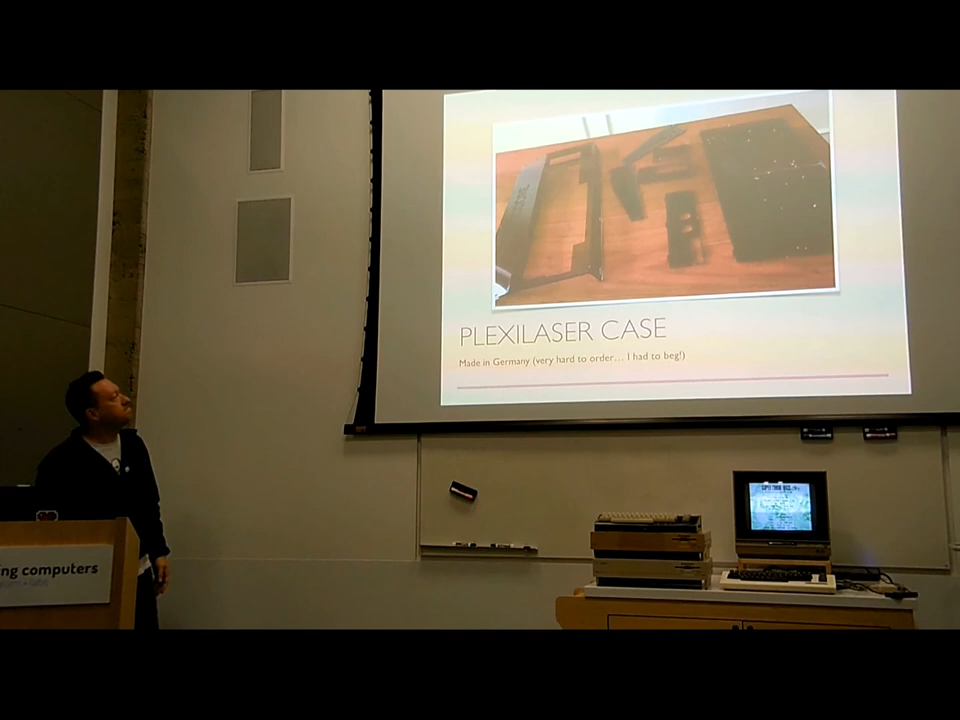 PLEXILASER CASE
Made in Germany (very hard to order... I had to beg!)
ing computers